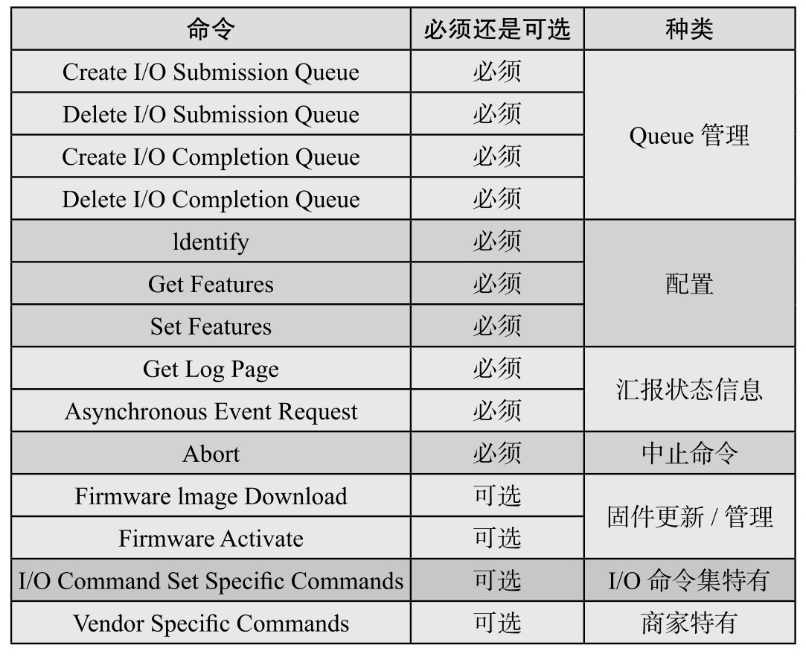 命令 必须还是可选 种类
Create I/O Submission Queue 必须
Delete I/O Submission Queue 必须
Queue 管理
Create I/O Completion Queue 必须
Delete I/O Completion Queue 必须
ldentify 必须
Get Features 必须 配置
Set Features 必须
Get Log Page 必须
汇报状态信息
Asynchronous Event Request 必须
Abort 必须 中止命令
Firmware lmage Download 可选
固件更新 / 管理
Firmware Activate 可选
I/O Command Set Specific Commands 可选 I/O 命令集特有
Vendor Specific Commands 可选 商家特有